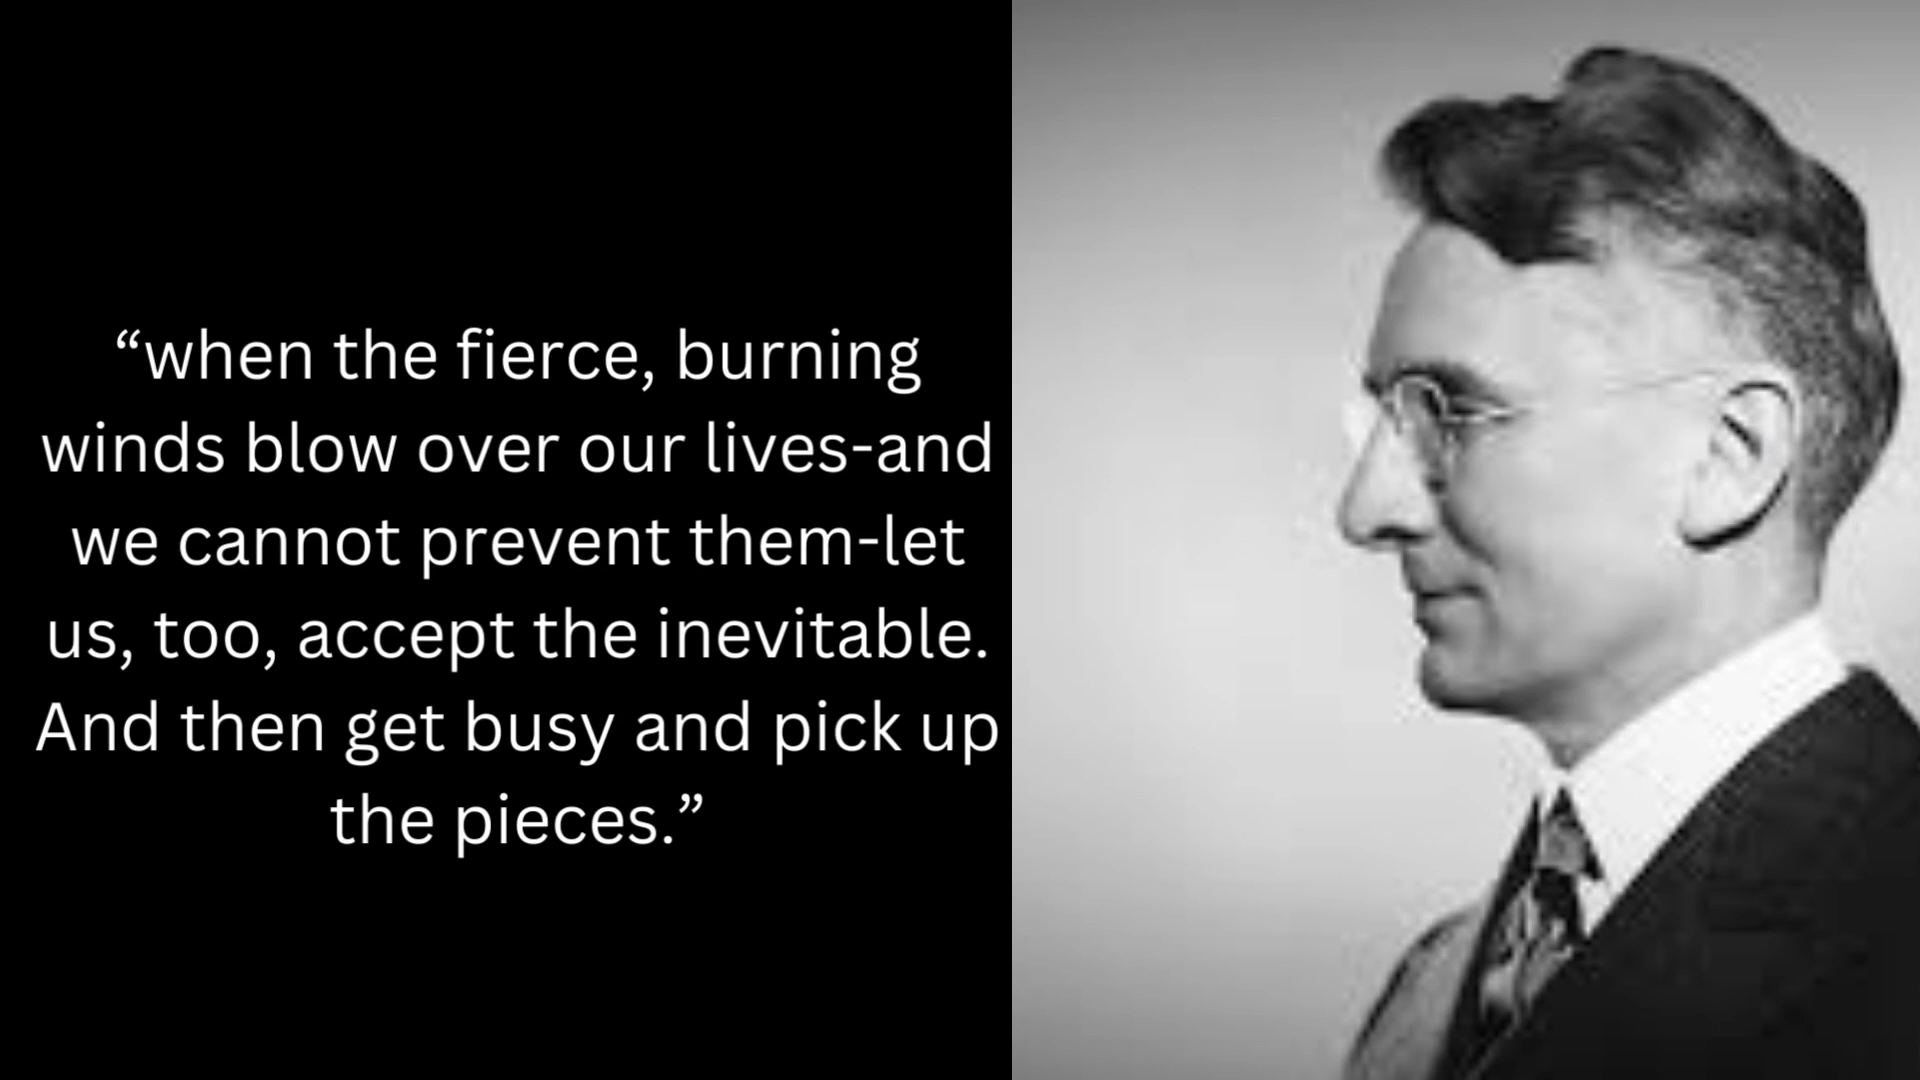 “when the fierce, burning
winds blow over our lives-and
we cannot prevent them-let
us, too, accept the inevitable.
And then get busy and pick up
the pieces.”